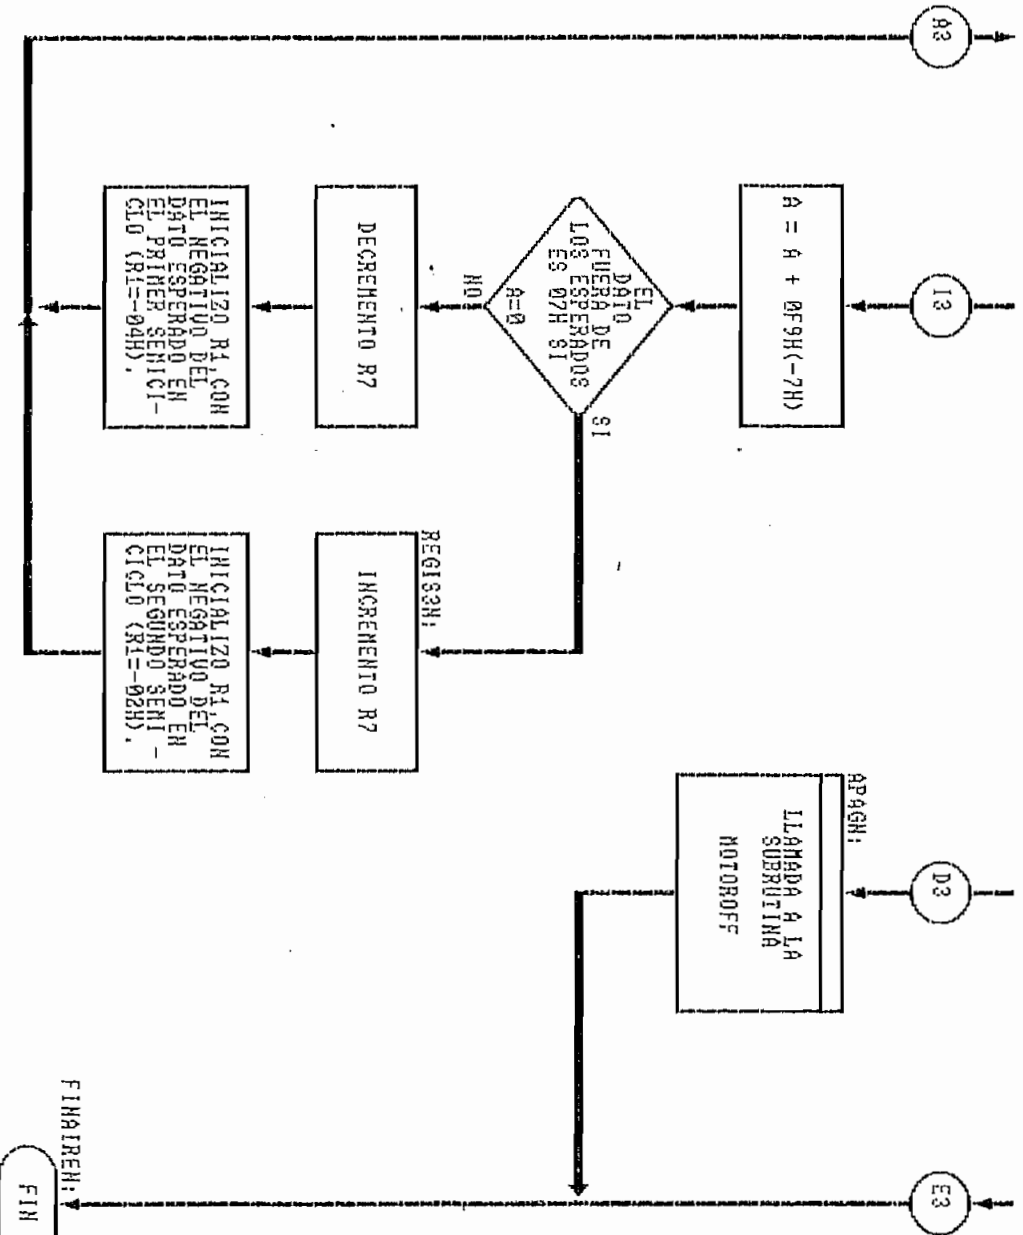 A3
I3
A = A + 0F9H(-7H)
EL
DATO
FUERA DE
LOS ESPERADOS
ES 07H SI
A=0
NO
SI
DECREMENTO R7
INICIALIZO R1,CON
EL NEGATIVO DEL
DATO ESPERADO EN
EL PRIMER SEMICI-
CLO (R1=-04H).
REGIS3N:
INCREMENTO R7
INICIALIZO R1,CON
EL NEGATIVO DEL
DATO ESPERADO EN
EL SEGUNDO SEMI -
CICLO (R1=-02H).
D3
APAGN:
LLAMADA A LA
SUBRUTINA
MOTOROFF
E3
FINAIREN:
FIN